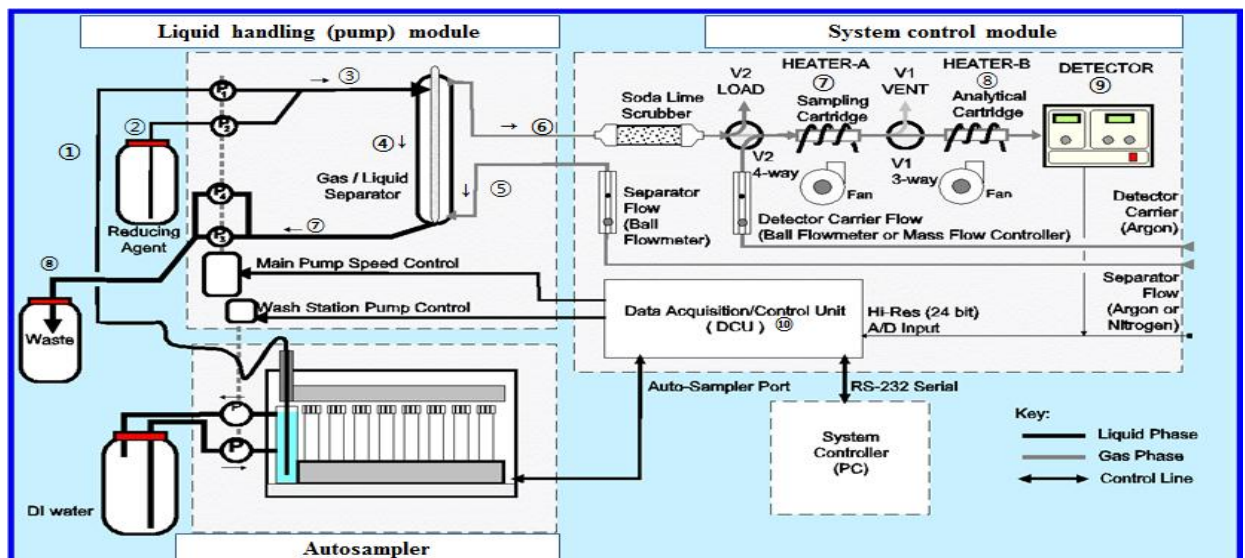 Liquid handling (pump) module
System control module
P1
③
②
P2
①
④
Gas / Liquid
Separator
⑤
⑥
Soda Lime
Scrubber
V2
LOAD
HEATER-A
⑦
Sampling
Cartridge
V1
VENT
HEATER-B
⑧
Analytical
Cartridge
DETECTOR
⑨
V2
4-way
Fan
V1
3-way
Fan
Reducing
Agent
P4
P3
⑦
⑧
Separator
Flow
(Ball
Flowmeter)
Detector Carrier Flow
(Ball Flowmeter or Mass Flow Controller)
Detector
Carrier
(Argon)
Separator
Flow
(Argon or
Nitrogen)
Main Pump Speed Control
Wash Station Pump Control
Waste
Data Acquisition/Control Unit
( DCU ) ⑩
Hi-Res (24 bit)
A/D Input
Auto-Sampler Port
RS-232 Serial
P
P
DI water
System
Controller
(PC)
Key:
Liquid Phase
Gas Phase
Control Line
Autosampler